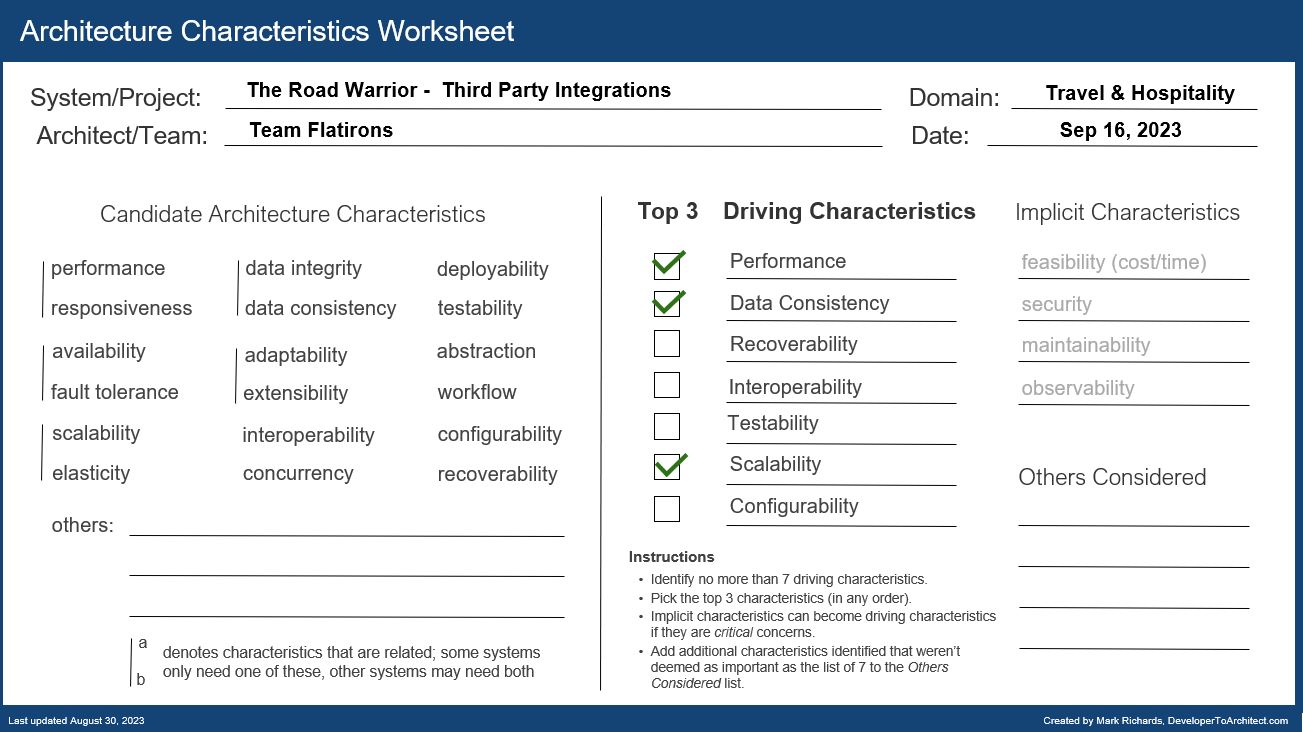 Architecture Characteristics Worksheet
System/Project: The Road Warrior - Third Party Integrations
Domain: Travel & Hospitality
Architect/Team: Team Flatirons
Date: Sep 16, 2023
Candidate Architecture Characteristics
performance data integrity deployability
responsiveness data consistency testability
availability adaptability abstraction
fault tolerance extensibility workflow
scalability interoperability configurability
elasticity concurrency recoverability
others:
a
b
denotes characteristics that are related; some systems
only need one of these, other systems may need both
Top 3 Driving Characteristics
Performance
Data Consistency
Recoverability
Interoperability
Testability
Scalability
Configurability
Instructions
• Identify no more than 7 driving characteristics.
• Pick the top 3 characteristics (in any order).
• Implicit characteristics can become driving characteristics
if they are critical concerns.
• Add additional characteristics identified that weren't
deemed as important as the list of 7 to the Others
Considered list.
Implicit Characteristics
feasibility (cost/time)
security
maintainability
observability
Others Considered
Last updated August 30, 2023
Created by Mark Richards, DeveloperToArchitect.com